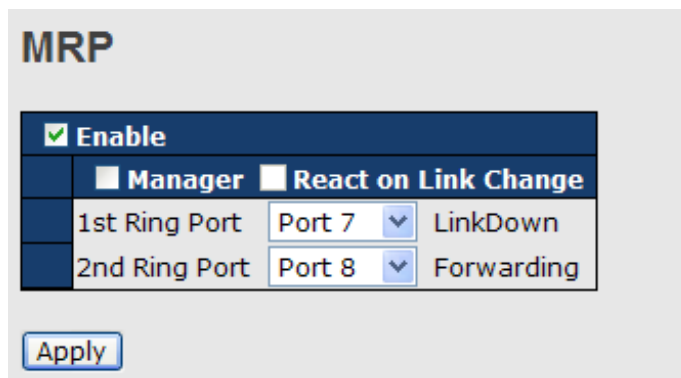 MRP
Enable
Manager React on Link Change
1st Ring Port Port 7 LinkDown
2nd Ring Port Port 8 Forwarding
Apply